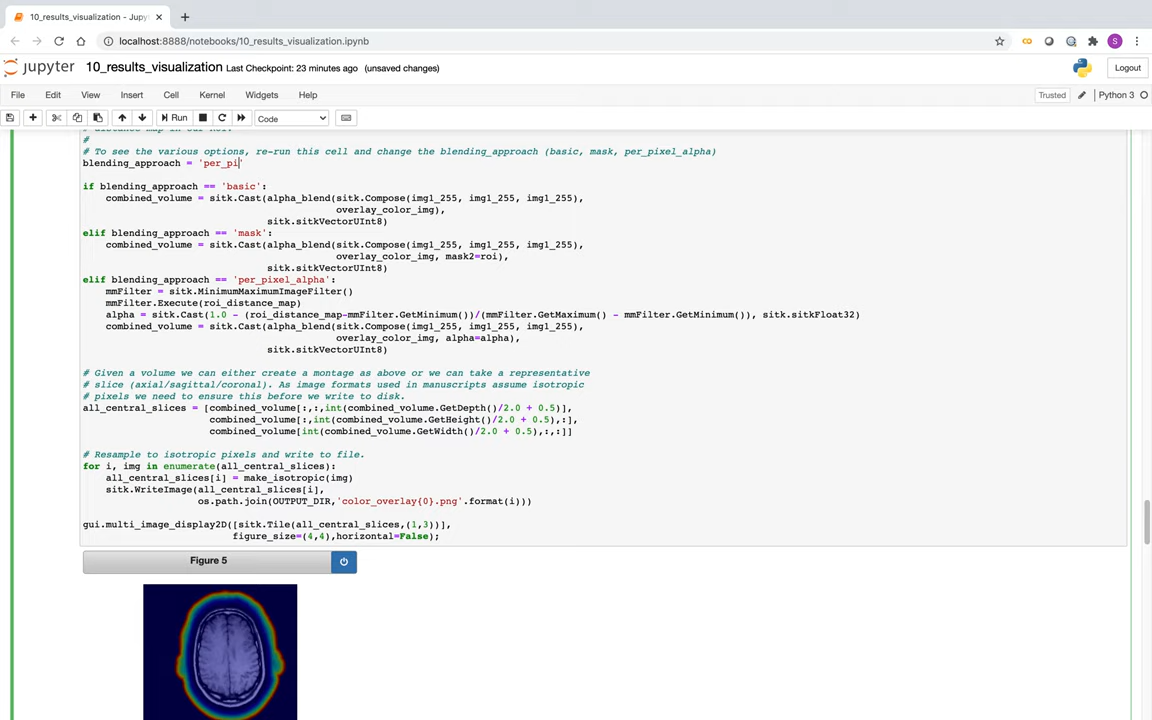 10_results_visualization - Jupy
localhost:8888/notebooks/10_results_visualization.ipynb
S
jupyter 10_results_visualization Last Checkpoint: 23 minutes ago (unsaved changes)
Logout
File Edit View Insert Cell Kernel Widgets Help
Trusted Python 3
Run Code
# distance map in our ROI.
#
# To see the various options, re-run this cell and change the blending_approach (basic, mask, per_pixel_alpha)
blending_approach = 'per_pi'
if blending_approach == 'basic':
combined_volume = sitk.Cast(alpha_blend(sitk.Compose(img1_255, img1_255, img1_255),
overlay_color_img),
sitk.sitkVectorUInt8)
elif blending_approach == 'mask':
combined_volume = sitk.Cast(alpha_blend(sitk.Compose(img1_255, img1_255, img1_255),
overlay_color_img, mask2=roi),
sitk.sitkVectorUInt8)
elif blending_approach == 'per_pixel_alpha':
mmFilter = sitk.MinimumMaximumImageFilter()
mmFilter.Execute(roi_distance_map)
alpha = sitk.Cast(1.0 - (roi_distance_map-mmFilter.GetMinimum())/(mmFilter.GetMaximum() - mmFilter.GetMinimum()), sitk.sitkFloat32)
combined_volume = sitk.Cast(alpha_blend(sitk.Compose(img1_255, img1_255, img1_255),
overlay_color_img, alpha=alpha),
sitk.sitkVectorUInt8)
# Given a volume we can either create a montage as above or we can take a representative
# slice (axial/sagittal/coronal). As image formats used in manuscripts assume isotropic
# pixels we need to ensure this before we write to disk.
all_central_slices = [combined_volume[:,:,int(combined_volume.GetDepth()/2.0 + 0.5)],
combined_volume[:,int(combined_volume.GetHeight()/2.0 + 0.5),:],
combined_volume[int(combined_volume.GetWidth()/2.0 + 0.5),:,:]]
# Resample to isotropic pixels and write to file.
for i, img in enumerate(all_central_slices):
all_central_slices[i] = make_isotropic(img)
sitk.WriteImage(all_central_slices[i],
os.path.join(OUTPUT_DIR,'color_overlay{0}.png'.format(i)))
gui.multi_image_display2D([sitk.Tile(all_central_slices,(1,3))],
figure_size=(4,4),horizontal=False);
Figure 5